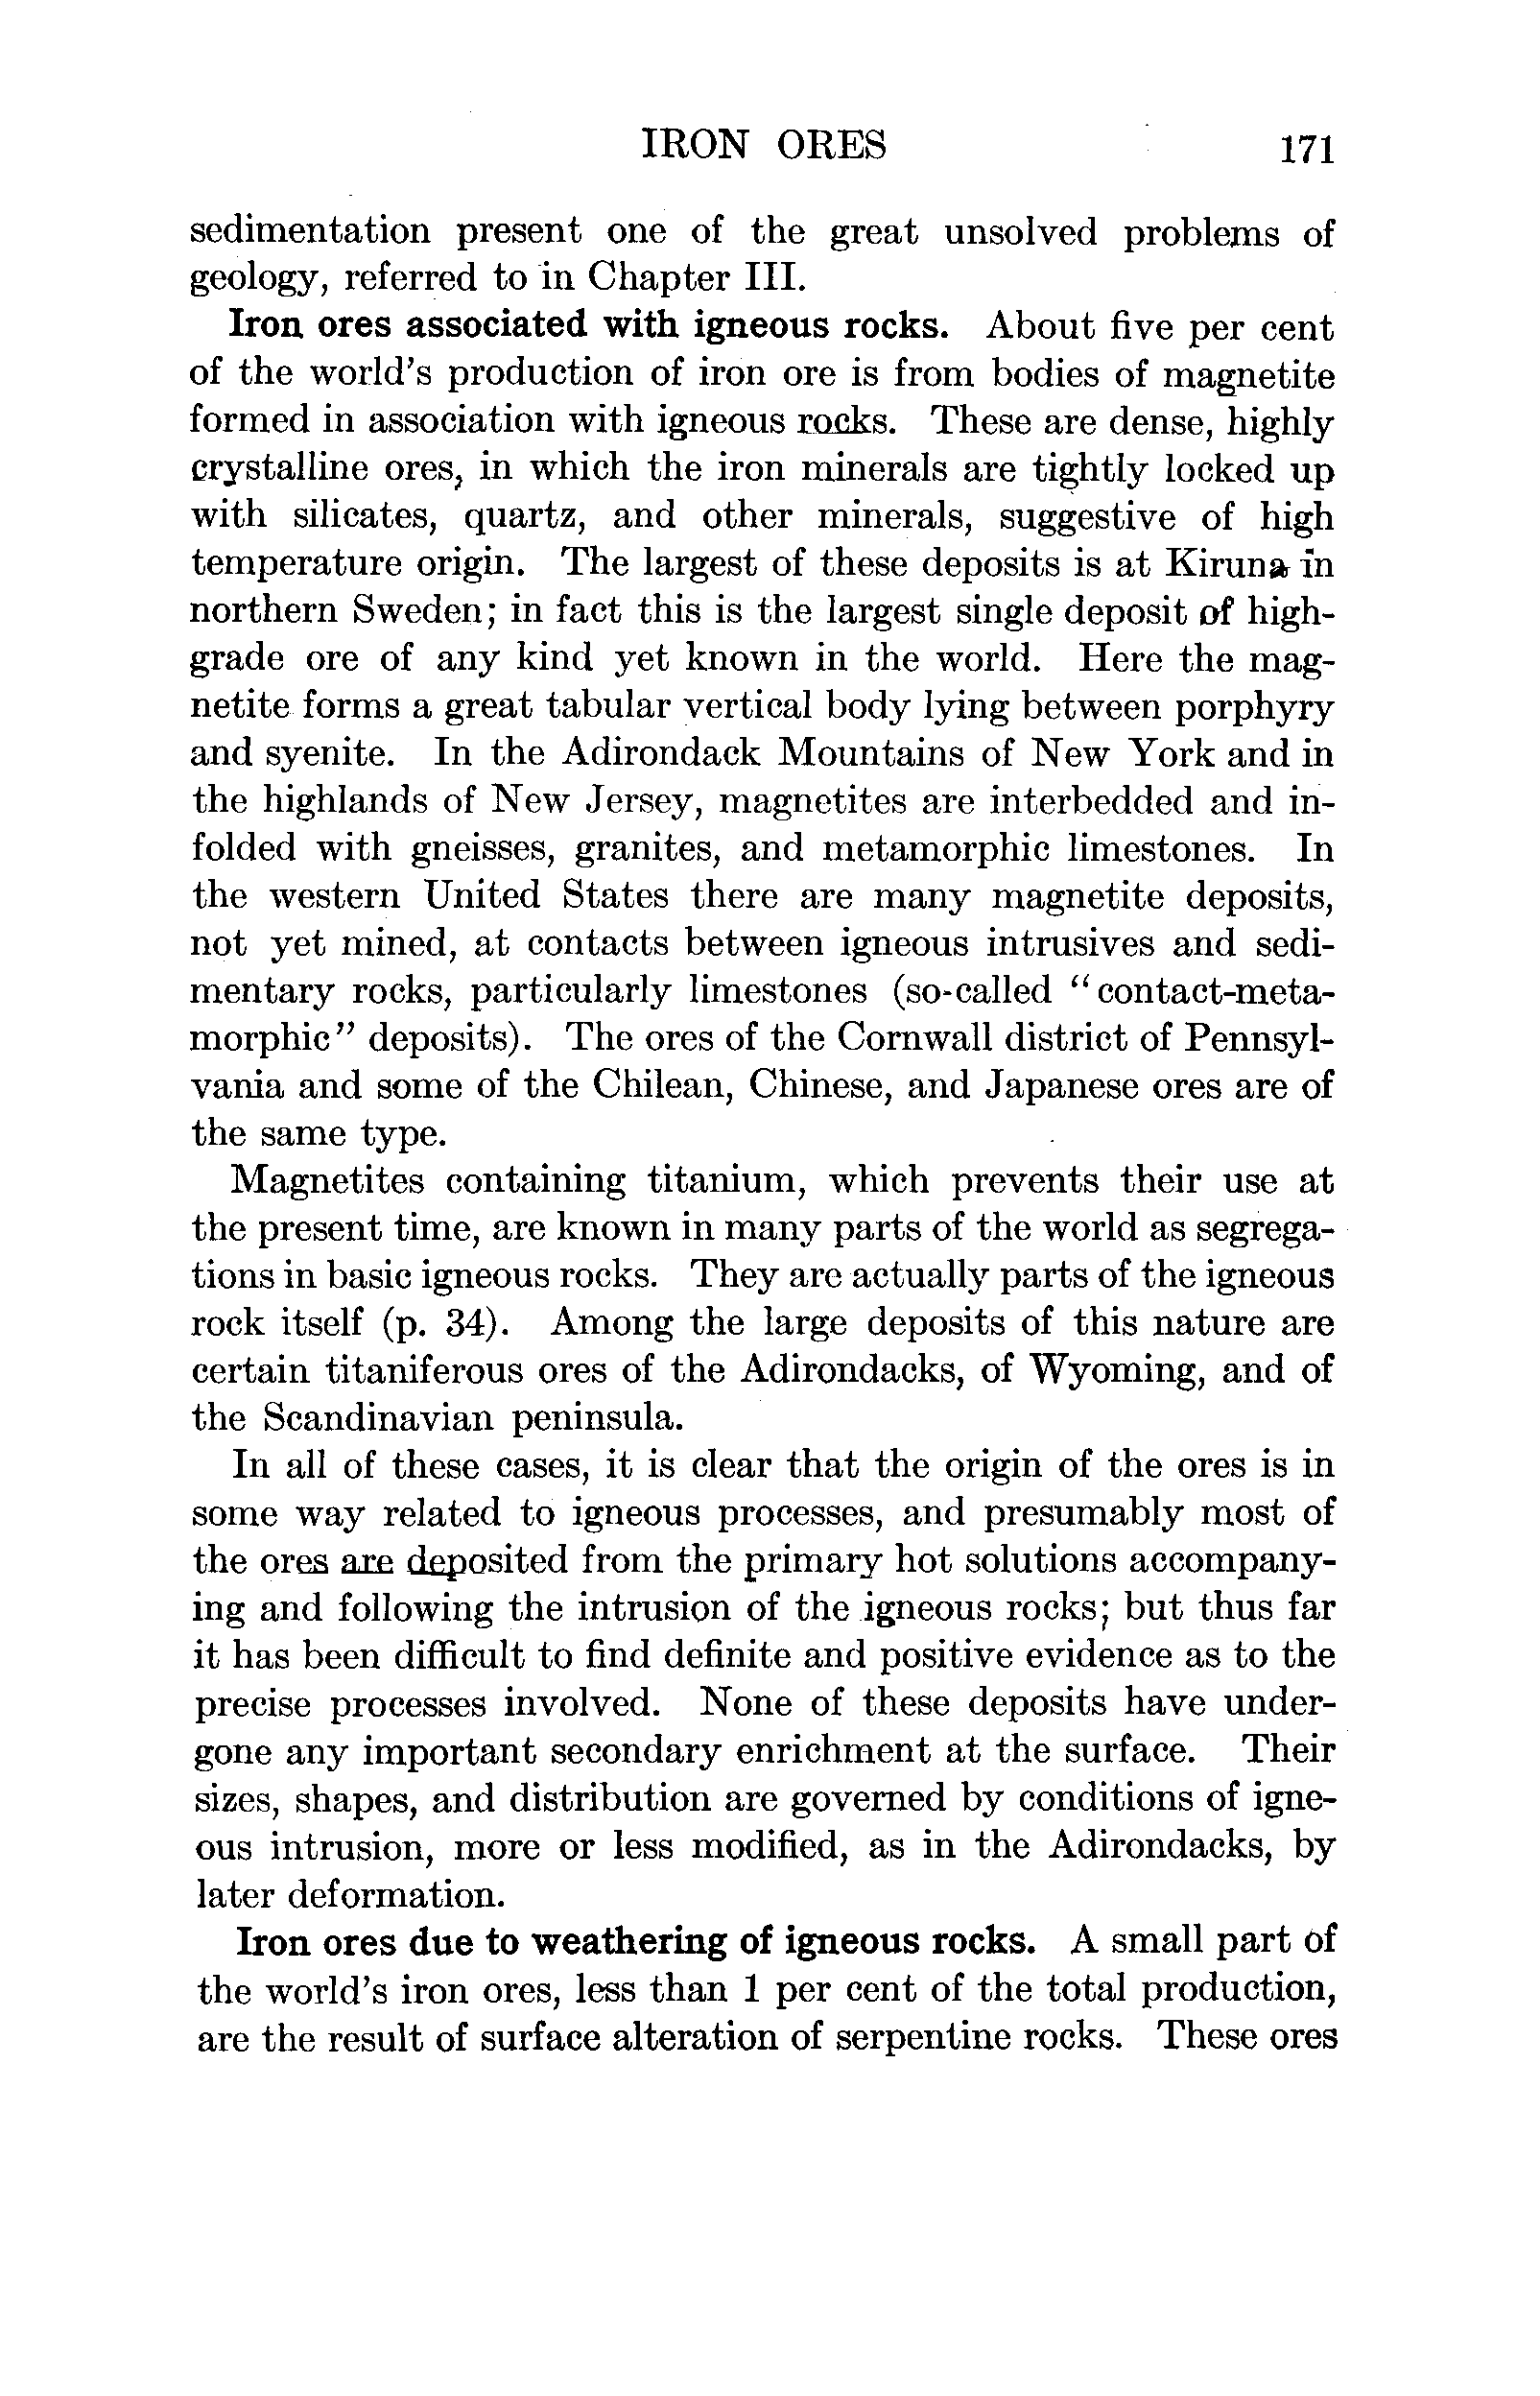 IRON ORES 171
sedimentation present one of the great unsolved problems of
geology, referred to in Chapter III.
Iron ores associated with igneous rocks. About five per cent
of the world's production of iron ore is from bodies of magnetite
formed in association with igneous rocks. These are dense, highly
crystalline ores, in which the iron minerals are tightly locked up
with silicates, quartz, and other minerals, suggestive of high
temperature origin. The largest of these deposits is at Kiruna in
northern Sweden; in fact this is the largest single deposit of high-
grade ore of any kind yet known in the world. Here the mag-
netite forms a great tabular vertical body lying between porphyry
and syenite. In the Adirondack Mountains of New York and in
the highlands of New Jersey, magnetites are interbedded and in-
folded with gneisses, granites, and metamorphic limestones. In
the western United States there are many magnetite deposits,
not yet mined, at contacts between igneous intrusives and sedi-
mentary rocks, particularly limestones (so-called "contact-meta-
morphic" deposits). The ores of the Cornwall district of Pennsyl-
vania and some of the Chilean, Chinese, and Japanese ores are of
the same type.
Magnetites containing titanium, which prevents their use at
the present time, are known in many parts of the world as segrega-
tions in basic igneous rocks. They are actually parts of the igneous
rock itself (p. 34). Among the large deposits of this nature are
certain titaniferous ores of the Adirondacks, of Wyoming, and of
the Scandinavian peninsula.
In all of these cases, it is clear that the origin of the ores is in
some way related to igneous processes, and presumably most of
the ores are deposited from the primary hot solutions accompany-
ing and following the intrusion of the igneous rocks; but thus far
it has been difficult to find definite and positive evidence as to the
precise processes involved. None of these deposits have under-
gone any important secondary enrichment at the surface. Their
sizes, shapes, and distribution are governed by conditions of igne-
ous intrusion, more or less modified, as in the Adirondacks, by
later deformation.
Iron ores due to weathering of igneous rocks. A small part of
the world's iron ores, less than 1 per cent of the total production,
are the result of surface alteration of serpentine rocks. These ores